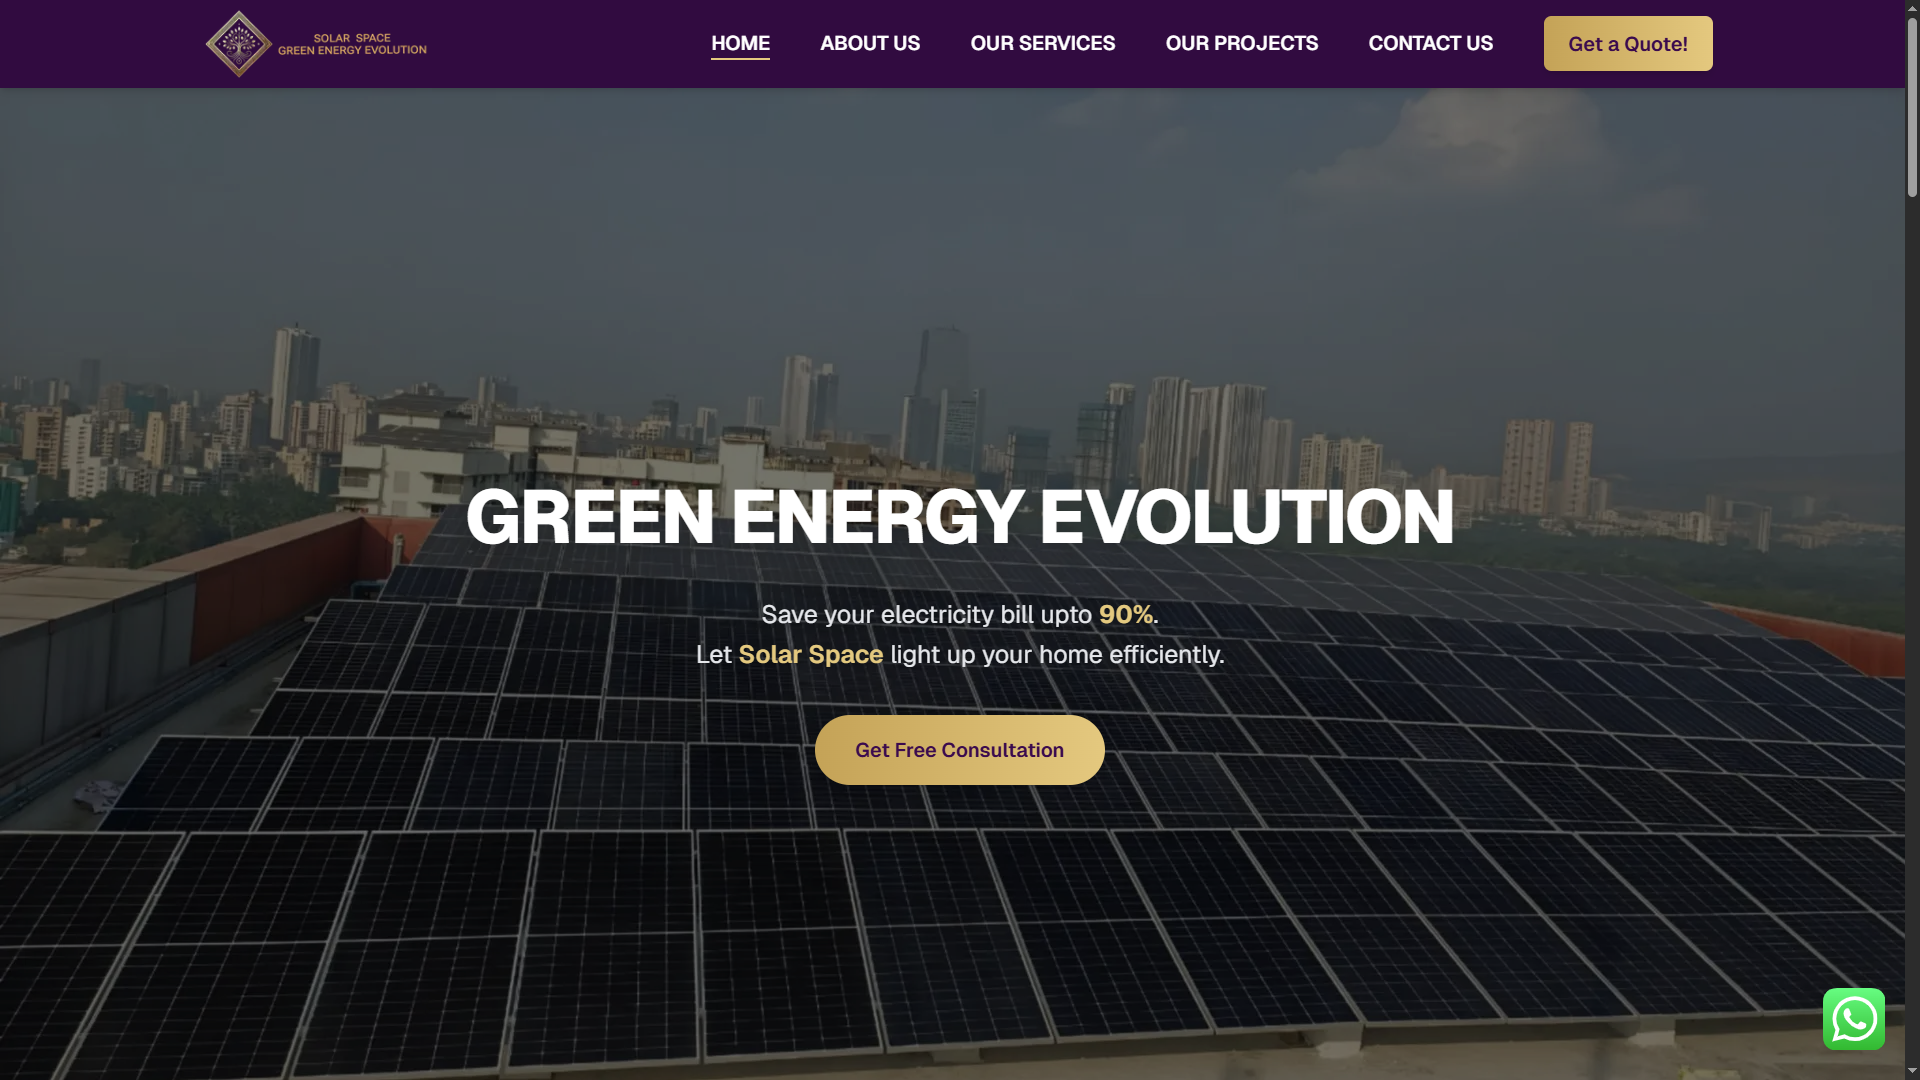 SOLAR SPACE
GREEN ENERGY EVOLUTION
HOME
ABOUT US
OUR SERVICES
OUR PROJECTS
CONTACT US
Get a Quote!
GREEN ENERGY EVOLUTION
Save your electricity bill upto 90%.
Let Solar Space light up your home efficiently.
Get Free Consultation